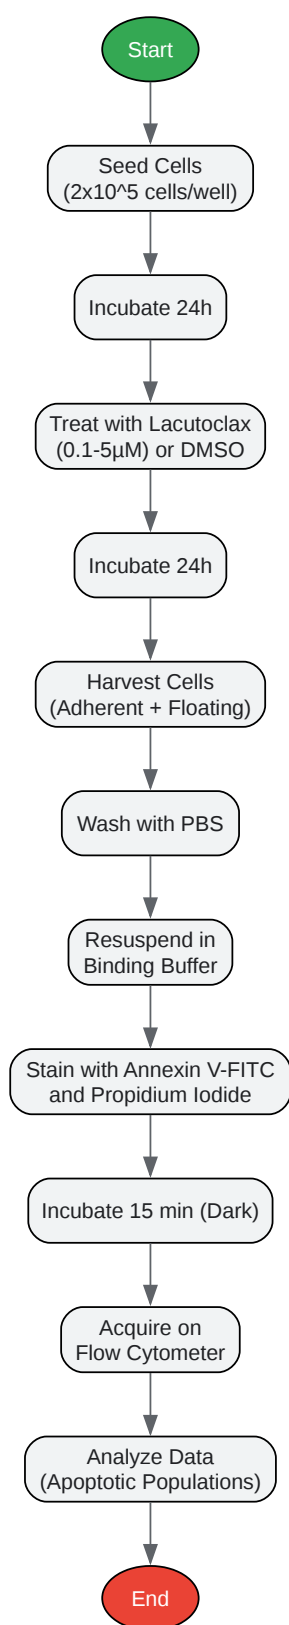 Start
Seed Cells
(2x10^5 cells/well)
Incubate 24h
Treat with Lacutoclax
(0.1-5µM) or DMSO
Incubate 24h
Harvest Cells
(Adherent + Floating)
Wash with PBS
Resuspend in
Binding Buffer
Stain with Annexin V-FITC
and Propidium Iodide
Incubate 15 min (Dark)
Acquire on
Flow Cytometer
Analyze Data
(Apoptotic Populations)
End